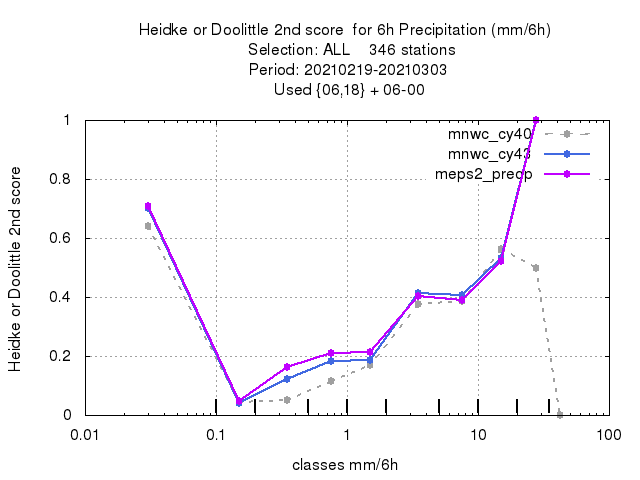 Heidke or Doolittle 2nd score  for 6h Precipitation (mm/6h)
Selection: ALL    346 stations
Period: 20210219-20210303
Used {06,18} + 06-00
mnwc_cy40
mnwc_cy43
meps2_preop
Heidke or Doolittle 2nd score
1
0.8
0.6
0.4
0.2
0
0.01 0.1 1 10 100
classes mm/6h